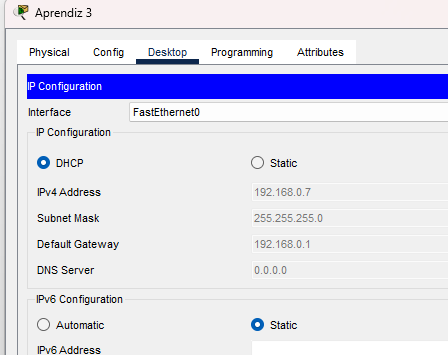 Aprendiz 3
Physical Config Desktop Programming Attributes
IP Configuration
Interface FastEthernet0
IP Configuration
DHCP Static
IPv4 Address 192.168.0.7
Subnet Mask 255.255.255.0
Default Gateway 192.168.0.1
DNS Server 0.0.0.0
IPv6 Configuration
Automatic Static
IPv6 Address